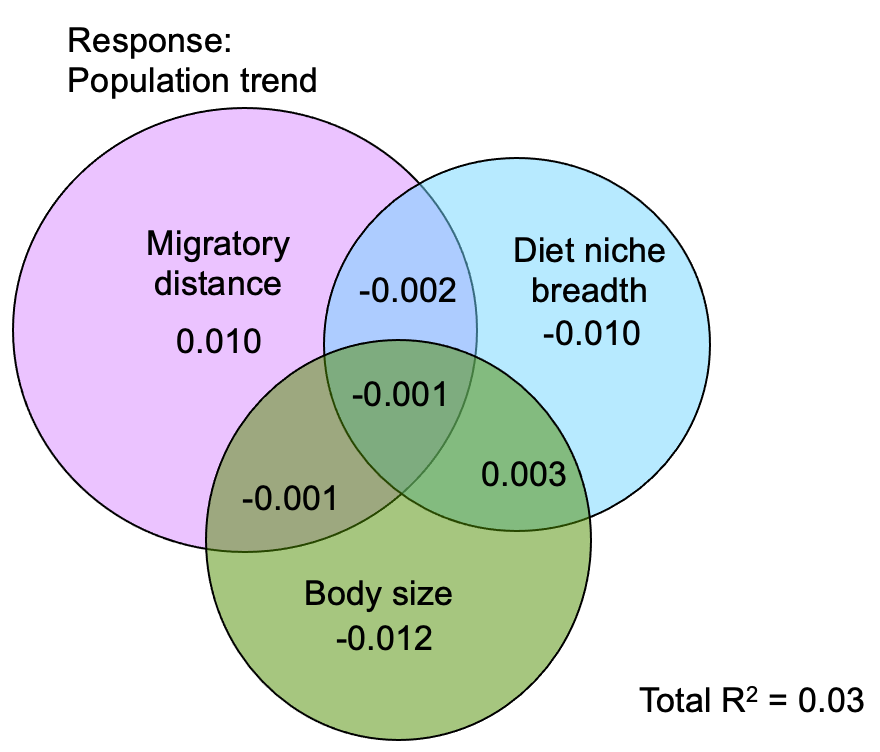 Response:
Population trend
Migratory
distance
0.010
-0.002
Diet niche
breadth
-0.010
-0.001
-0.001
0.003
Body size
-0.012
Total R² = 0.03